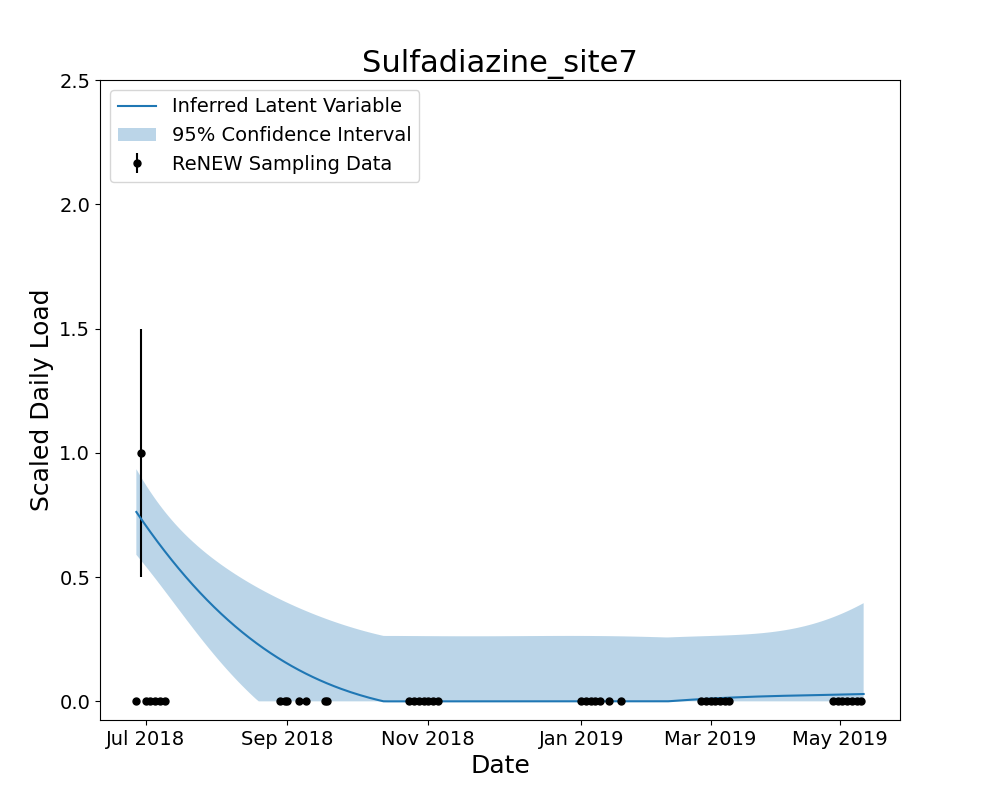 Sulfadiazine_site7
2.5
2.0
1.5
1.0
0.5
0.0
Scaled Daily Load
Inferred Latent Variable
95% Confidence Interval
ReNEW Sampling Data
Jul 2018
Sep 2018
Nov 2018
Jan 2019
Mar 2019
May 2019
Date